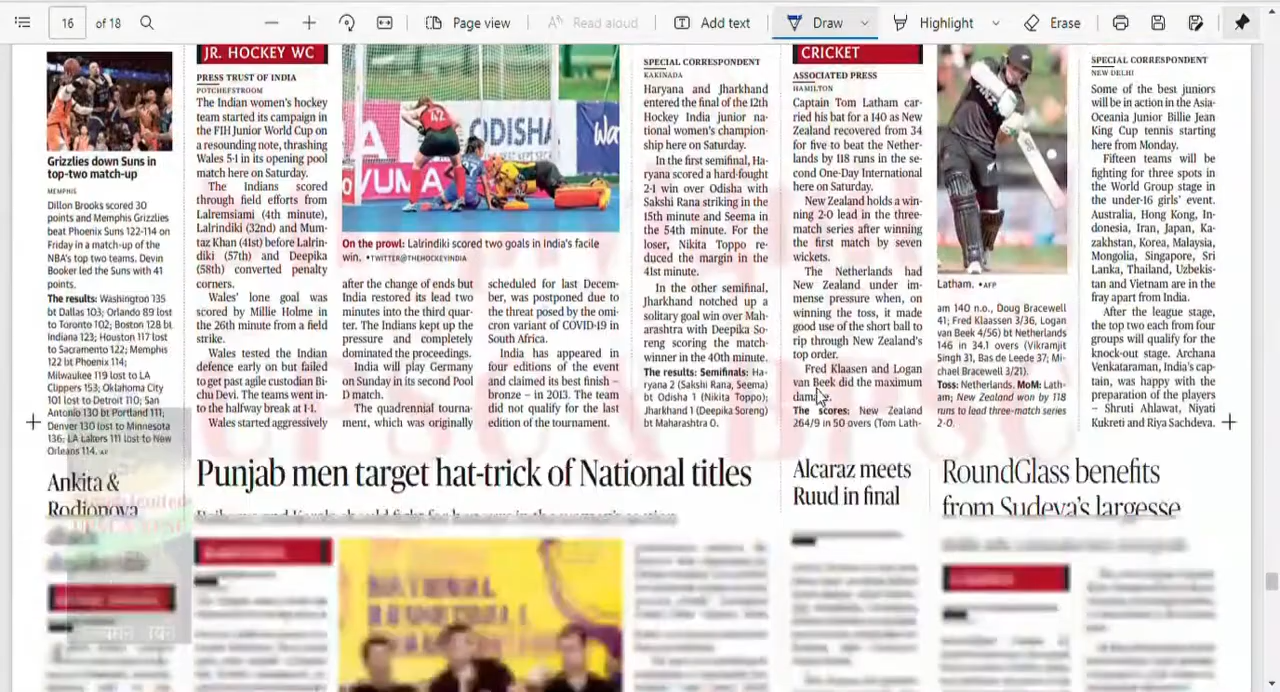 16
of 18
Page view
Read aloud
Add text
Draw
Highlight
Erase
Grizzlies down Suns in
top-two match-up
MEMPHIS
Dillon Brooks scored 30
points and Memphis Grizzlies
beat Phoenix Suns 122-114 on
Friday in a match-up of the
NBA's top two teams. Devin
Booker led the Suns with 41
points.
The results: Washington 135
bt Dallas 103; Orlando 89 lost
to Toronto 102; Boston 128 bt
Indiana 123; Houston 117 lost
to Sacramento 122; Memphis
122 bt Phoenix 114;
Milwaukee 119 lost to LA
Clippers 153; Oklahoma City
101 lost to Detroit 110; San
Antonio 130 bt Portland 111;
Denver 130 lost to Minnesota
136; LA Lakers 111 lost to New
Orleans 114. AP
JR. HOCKEY WC
PRESS TRUST OF INDIA
POTCHEFSTROOM
The Indian women's hockey
team started its campaign in
the FIH Junior World Cup on
a resounding note, thrashing
Wales 5-1 in its opening pool
match here on Saturday.
The Indians scored
through field efforts from
Lalremsiami (4th minute),
Lalrindiki (32nd) and Mum-
taz Khan (41st) before Lalrin-
diki (57th) and Deepika
(58th) converted penalty
corners.
Wales' lone goal was
scored by Millie Holme in
the 26th minute from a field
strike.
Wales tested the Indian
defence early on but failed
to get past agile custodian Bi-
chu Devi. The teams went in-
to the halfway break at 1-1.
Wales started aggressively
42
ODISHA
Wa
VUMA
On the prowl: Lalrindiki scored two goals in India's facile
win. •TWITTER@THEHOCKEYINDIA
after the change of ends but
India restored its lead two
minutes into the third quar-
ter. The Indians kept up the
pressure and completely
dominated the proceedings.
India will play Germany
on Sunday in its second Pool
D match.
The quadrennial tourna-
ment, which was originally
scheduled for last Decem-
ber, was postponed due to
the threat posed by the omi-
cron variant of COVID-19 in
South Africa.
India has appeared in
four editions of the event
and claimed its best finish –
bronze – in 2013. The team
did not qualify for the last
edition of the tournament.
SPECIAL CORRESPONDENT
KAKINADA
Haryana and Jharkhand
entered the final of the 12th
Hockey India junior na-
tional women's champion-
ship here on Saturday.
In the first semifinal, Ha-
ryana scored a hard-fought
2-1 win over Odisha with
Sakshi Rana striking in the
15th minute and Seema in
the 54th minute. For the
loser, Nikita Toppo re-
duced the margin in the
41st minute.
In the other semifinal,
Jharkhand notched up a
solitary goal win over Mah-
arashtra with Deepika So-
reng scoring the match-
winner in the 40th minute.
The results: Semifinals: Ha-
ryana 2 (Sakshi Rana, Seema)
bt Odisha 1 (Nikita Toppo);
Jharkhand 1 (Deepika Soreng)
bt Maharashtra 0.
CRICKET
ASSOCIATED PRESS
HAMILTON
Captain Tom Latham car-
ried his bat for a 140 as New
Zealand recovered from 34
for five to beat the Nether-
lands by 118 runs in the se-
cond One-Day International
here on Saturday.
New Zealand holds a win-
ning 2-0 lead in the three-
match series after winning
the first match by seven
wickets.
The Netherlands had
New Zealand under im-
mense pressure when, on
winning the toss, it made
good use of the short ball to
rip through New Zealand's
top order.
Fred Klaasen and Logan
van Beek did the maximum
damage.
The scores: New Zealand
264/9 in 50 overs (Tom Lath-
Latham. •AFP
am 140 n.o., Doug Bracewell
41; Fred Klaassen 3/36, Logan
van Beek 4/56) bt Netherlands
146 in 34.1 overs (Vikramjit
Singh 31, Bas de Leede 37; Mi-
chael Bracewell 3/21).
Toss: Netherlands. MoM: Lath-
am; New Zealand won by 118
runs to lead three-match series
2-0.
SPECIAL CORRESPONDENT
NEW DELHI
Some of the best juniors
will be in action in the Asia-
Oceania Junior Billie Jean
King Cup tennis starting
here from Monday.
Fifteen teams will be
fighting for three spots in
the World Group stage in
the under-16 girls' event.
Australia, Hong Kong, In-
donesia, Iran, Japan, Ka-
zakhstan, Korea, Malaysia,
Mongolia, Singapore, Sri
Lanka, Thailand, Uzbekis-
tan and Vietnam are in the
fray apart from India.
After the league stage,
the top two each from four
groups will qualify for the
knock-out stage. Archana
Venkataraman, India's cap-
tain, was happy with the
preparation of the players
– Shruti Ahlawat, Niyati
Kukreti and Riya Sachdeva.
Ankita &
Rodionova
Punjab men target hat-trick of National titles
Alcaraz meets
Ruud in final
RoundGlass benefits
from Sudeva's largesse